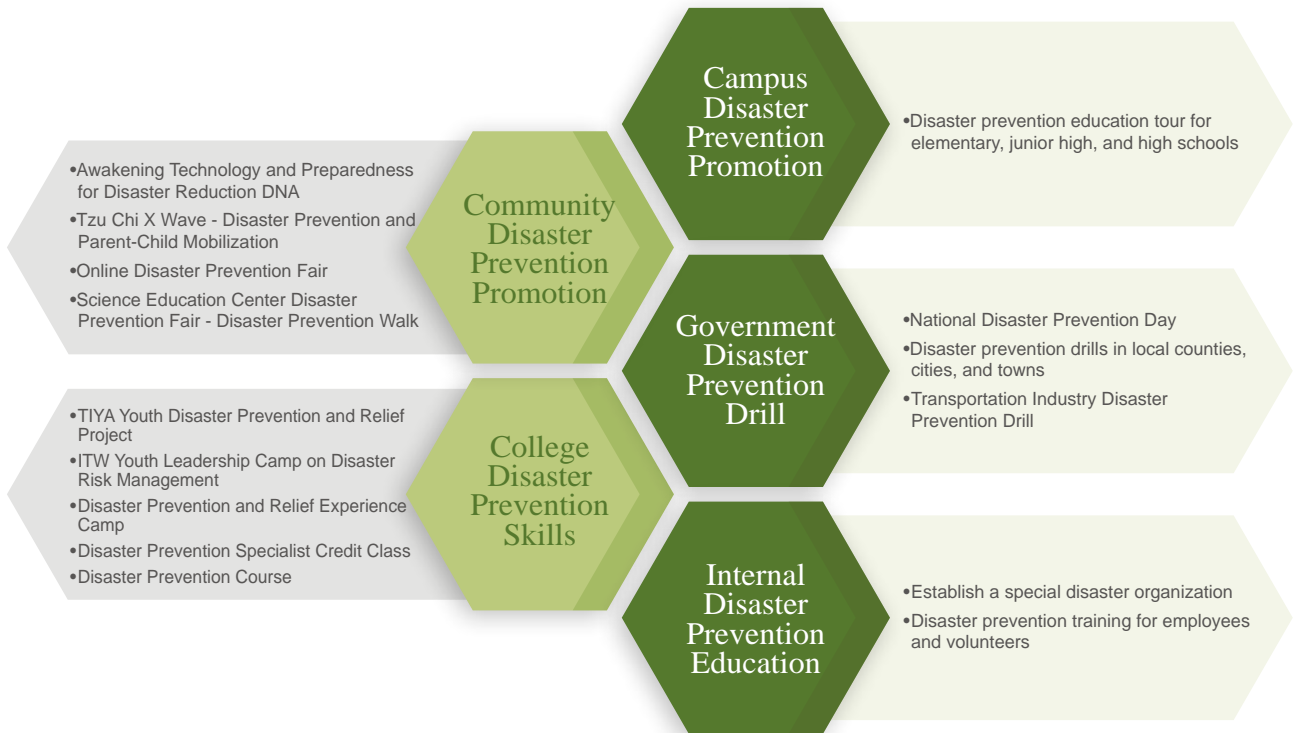 Campus
Disaster
Prevention
Promotion
•Disaster prevention education tour for
elementary, junior high, and high schools
•Awakening Technology and Preparedness
for Disaster Reduction DNA
•Tzu Chi X Wave - Disaster Prevention and
Parent-Child Mobilization
•Online Disaster Prevention Fair
•Science Education Center Disaster
Prevention Fair - Disaster Prevention Walk
Community
Disaster
Prevention
Promotion
Government
Disaster
Prevention
Drill
•National Disaster Prevention Day
•Disaster prevention drills in local counties,
cities, and towns
•Transportation Industry Disaster
Prevention Drill
•TIYA Youth Disaster Prevention and Relief
Project
•ITW Youth Leadership Camp on Disaster
Risk Management
•Disaster Prevention and Relief Experience
Camp
•Disaster Prevention Specialist Credit Class
•Disaster Prevention Course
College
Disaster
Prevention
Skills
Internal
Disaster
Prevention
Education
•Establish a special disaster organization
•Disaster prevention training for employees
and volunteers